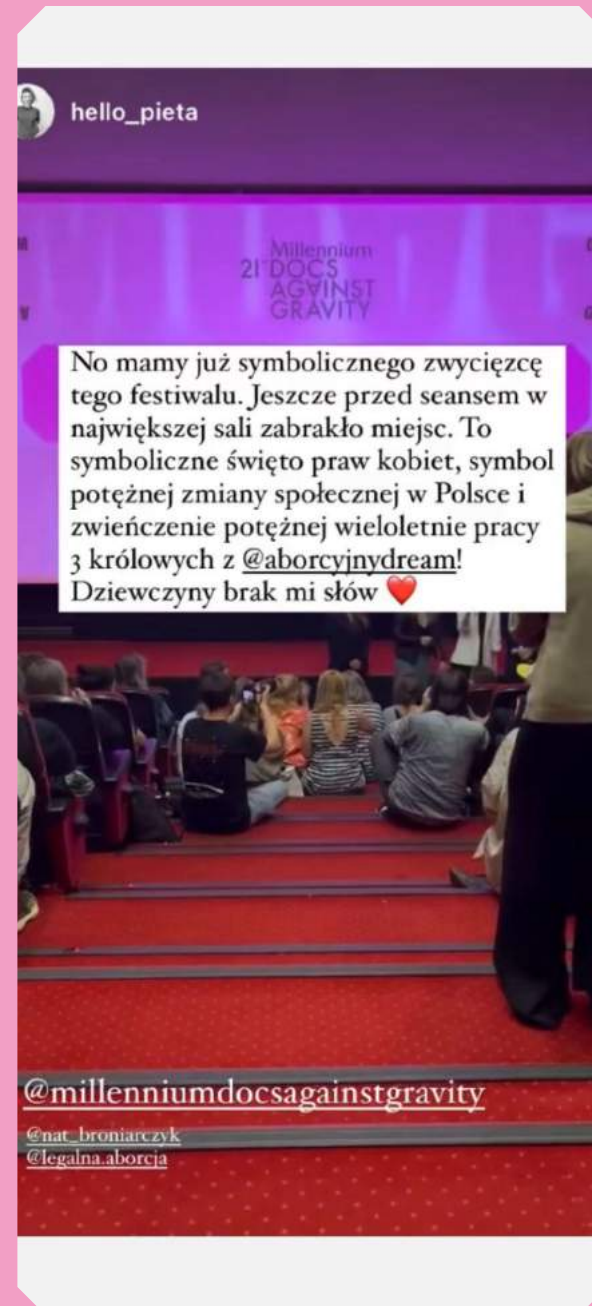 hello_pieta
Millennium
21 DOCS
AGAINST
GRAVITY
No mamy już symbolicznego zwycięzcę
tego festiwalu. Jeszcze przed seansem w
największej sali zabrakło miejsc. To
symboliczne święto praw kobiet, symbol
potężnej zmiany społecznej w Polsce i
zwieńczenie potężnej wieloletnie pracy
3 królowych z @aborcyjnydream!
Dziewczyny brak mi słów ❤️
@millenniumdocsagainstgravity
@nat_broniarczyk
@legalna.aborcja